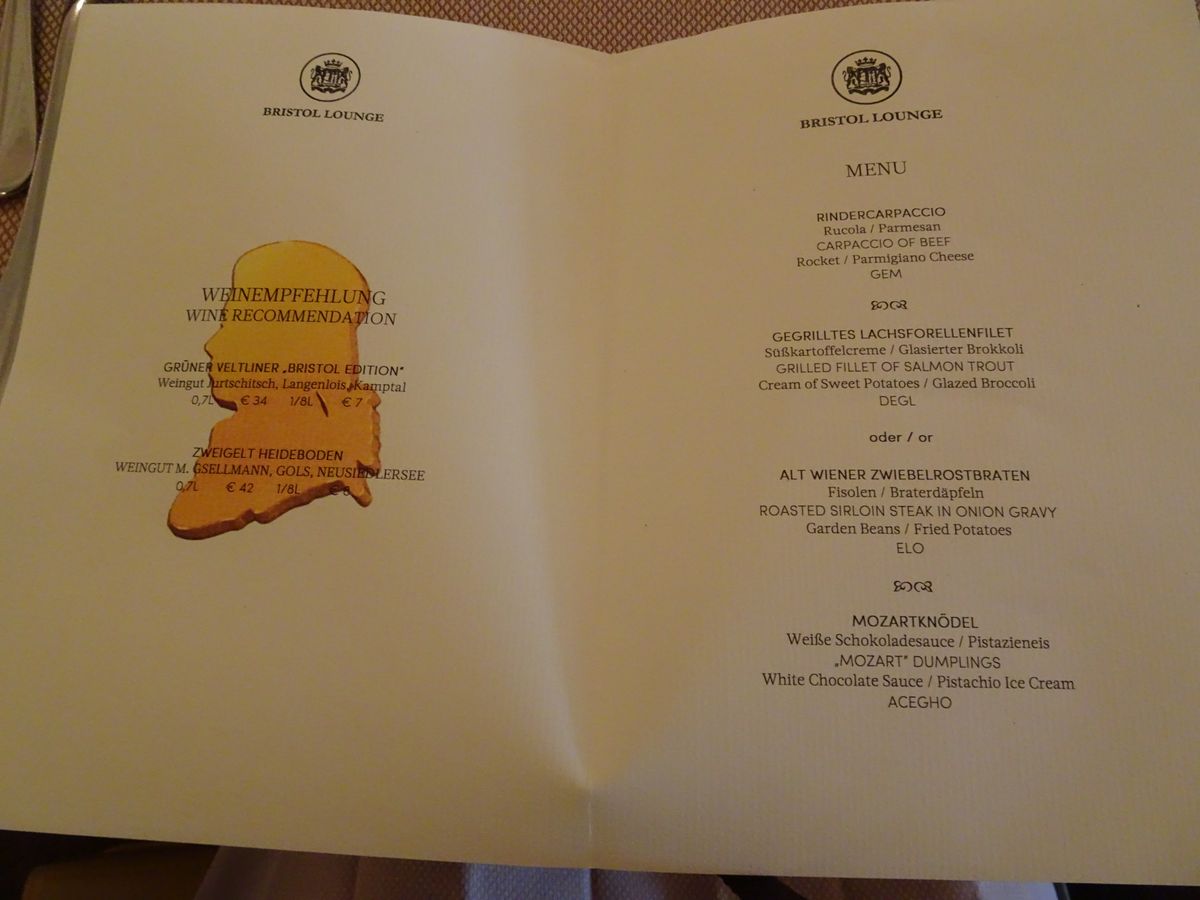 BRISTOL LOUNGE
WEINEMPFEHLUNG
WINE RECOMMENDATION
GRÜNER VELTLINER „BRISTOL EDITION"
Weingut Jurtschitsch, Langenlois, Kamptal
0,7L € 34 1/8L € 7
ZWEIGELT HEIDEBODEN
WEINGUT M. GSELLMANN, GOLS, NEUSIEDLERSEE
0,7L € 42 1/8L € 8
BRISTOL LOUNGE
MENU
RINDERCARPACCIO
Rucola / Parmesan
CARPACCIO OF BEEF
Rocket / Parmigiano Cheese
GEM
GEGRILLTES LACHSFORELLENFILET
Süßkartoffelcreme / Glasierter Brokkoli
GRILLED FILLET OF SALMON TROUT
Cream of Sweet Potatoes / Glazed Broccoli
DEGL
oder / or
ALT WIENER ZWIEBELROSTBRATEN
Fisolen / Braterdäpfeln
ROASTED SIRLOIN STEAK IN ONION GRAVY
Garden Beans / Fried Potatoes
ELO
MOZARTKNÖDEL
Weiße Schokoladesauce / Pistazieneis
„MOZART" DUMPLINGS
White Chocolate Sauce / Pistachio Ice Cream
ACEGHO